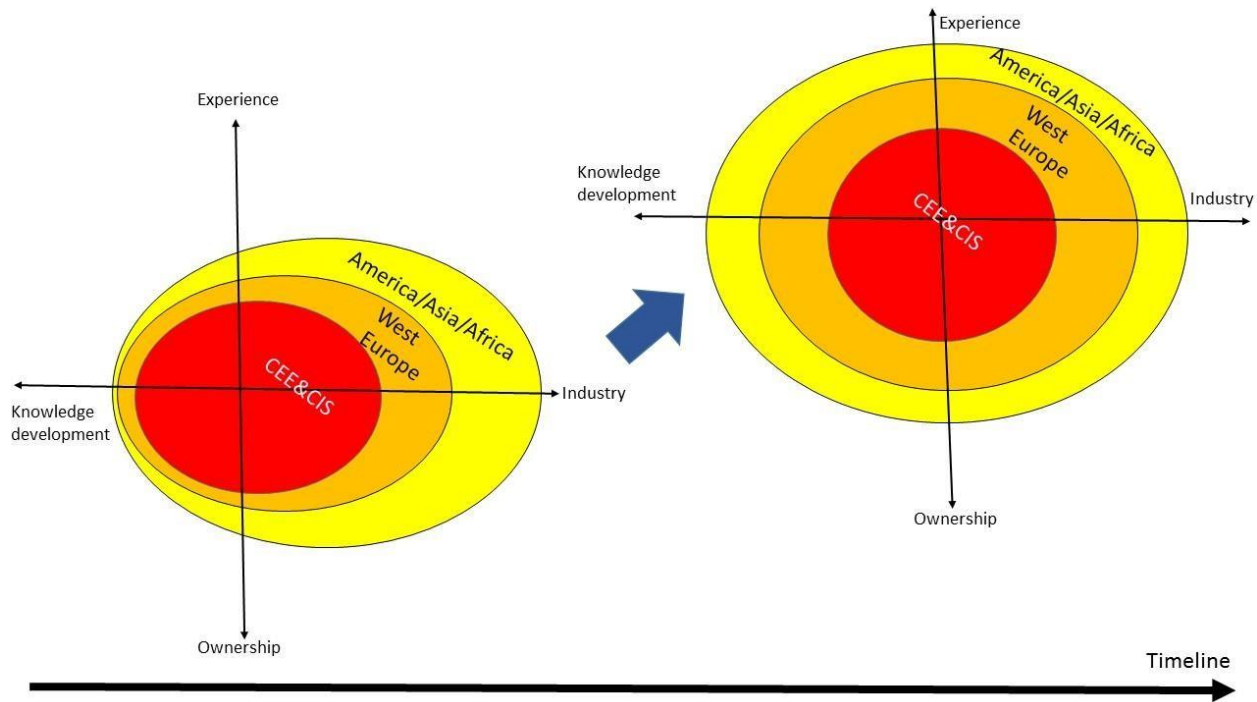 Experience
America/Asia/Africa
West
Europe
CEE&CIS
Industry
Knowledge
development
Ownership
Experience
America/Asia/Africa
West
Europe
Knowledge
development
CEE&CIS
Industry
Ownership
Timeline